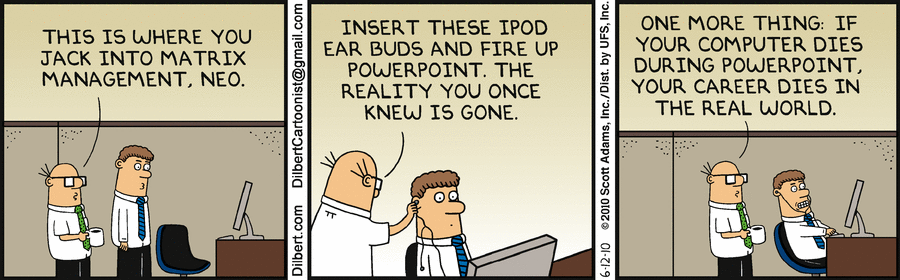 THIS IS WHERE YOU
JACK INTO MATRIX
MANAGEMENT, NEO.
Dilbert.com DilbertCartoonist@gmail.com
INSERT THESE IPOD
EAR BUDS AND FIRE UP
POWERPOINT. THE
REALITY YOU ONCE
KNEW IS GONE.
6-12-10 ©2010 Scott Adams, Inc./Dist. by UFS, Inc.
ONE MORE THING: IF
YOUR COMPUTER DIES
DURING POWERPOINT,
YOUR CAREER DIES IN
THE REAL WORLD.